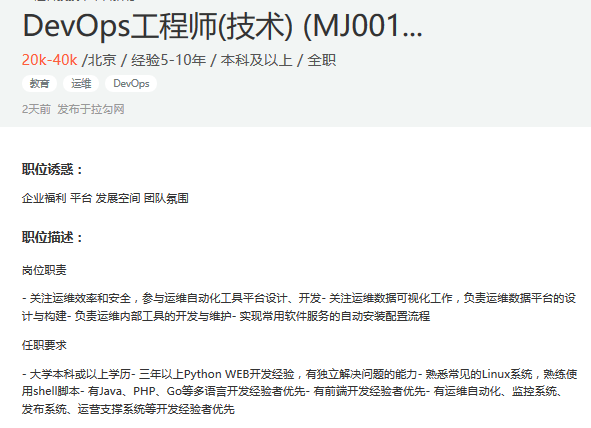 DevOps工程师(技术) (MJ001...
20k-40k /北京 / 经验5-10年 / 本科及以上 / 全职
教育 运维 DevOps
2天前 发布于拉勾网
职位诱惑：
企业福利 平台 发展空间 团队氛围
职位描述：
岗位职责
- 关注运维效率和安全，参与运维自动化工具平台设计、开发- 关注运维数据可视化工作，负责运维数据平台的设
计与构建- 负责运维内部工具的开发与维护- 实现常用软件服务的自动安装配置流程
任职要求
- 大学本科或以上学历- 三年以上Python WEB开发经验，有独立解决问题的能力- 熟悉常见的Linux系统，熟练使
用shell脚本- 有Java、PHP、Go等多语言开发经验者优先- 有前端开发经验者优先- 有运维自动化、监控系统、
发布系统、运营支撑系统等开发经验者优先